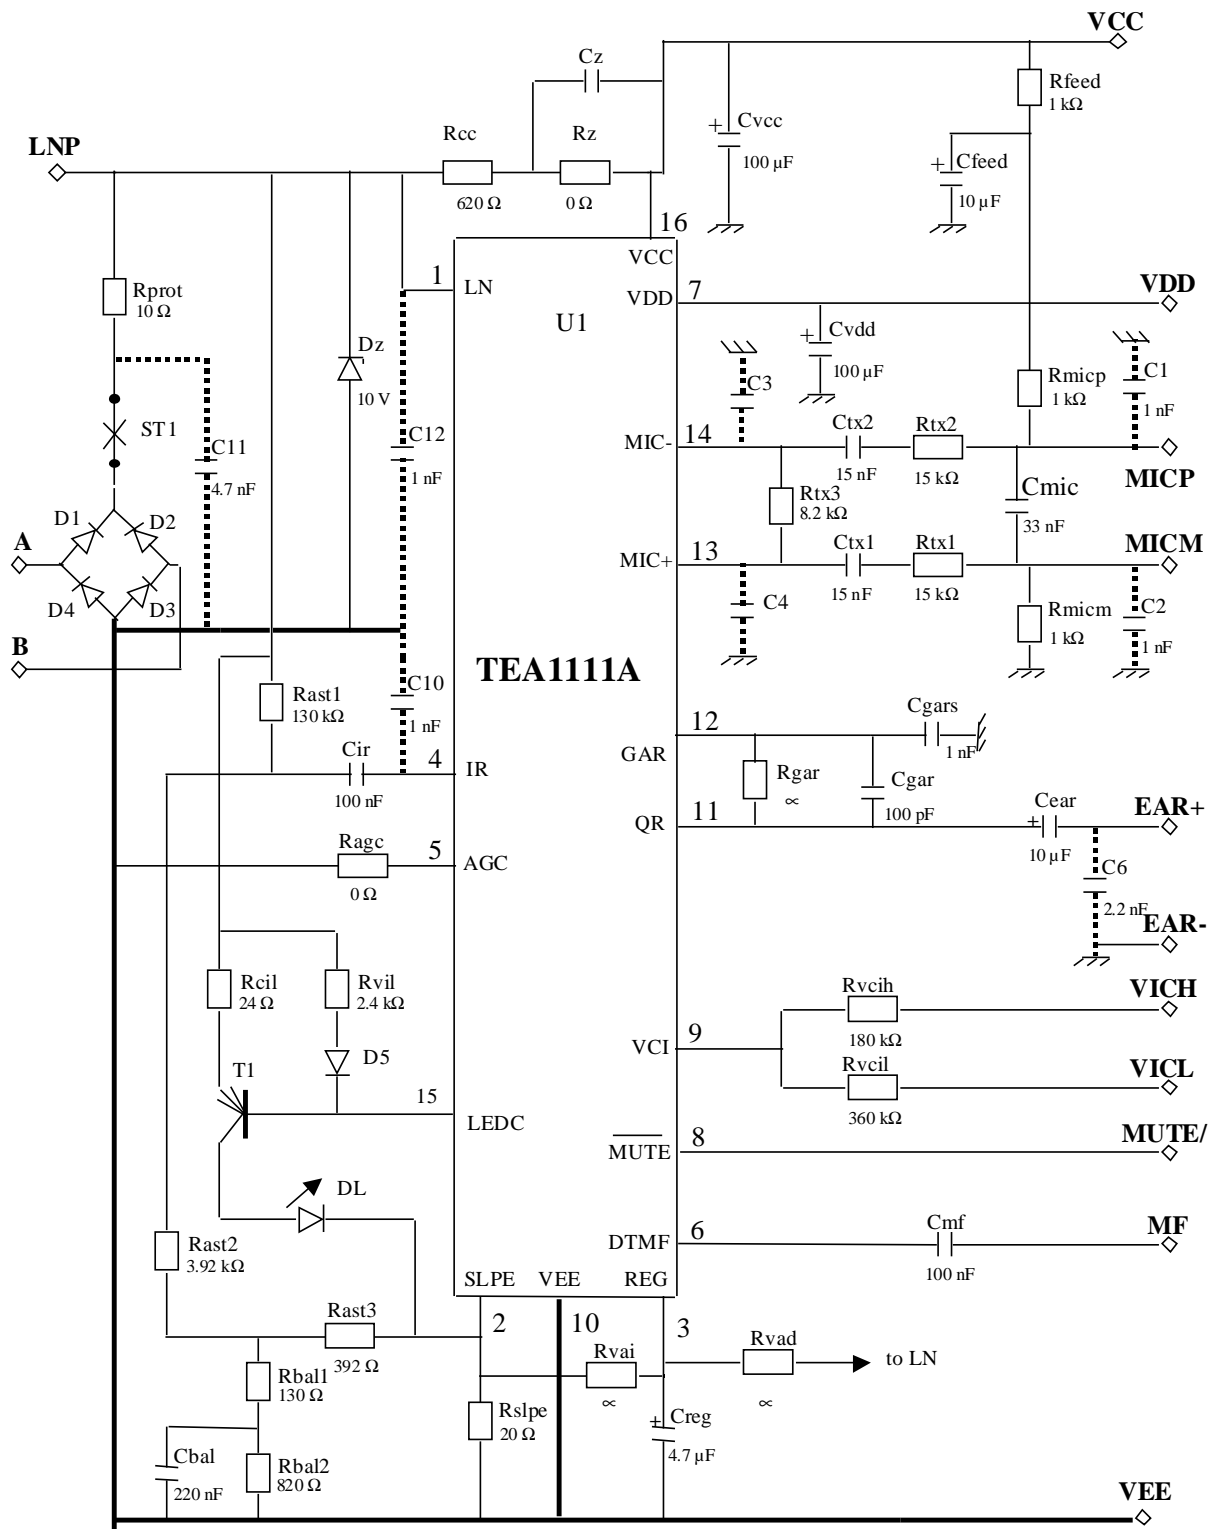 VCC
Cz
Rfeed
1 kΩ
Cvcc
+
100 µF
Rcc
Rz
LNP
Cfeed
+
10 µF
620 Ω
0 Ω
16
VCC
1
LN
7
VDD
VDD
Rprot
10 Ω
U1
Cvdd
+
100 µF
Dz
10 V
C3
Rmicp
1 kΩ
C1
1 nF
ST1
C11
4.7 nF
C12
1 nF
MIC-
14
Ctx2
15 nF
Rtx2
15 kΩ
MICP
Rtx3
8.2 kΩ
Cmic
33 nF
D1
D2
A
MIC+
13
Ctx1
15 nF
Rtx1
15 kΩ
MICM
D4
D3
C4
Rmicm
1 kΩ
C2
1 nF
B
TEA1111A
C10
1 nF
Rast1
130 kΩ
12
GAR
Cgars
1 nF
Cir
100 nF
4
IR
Rgar
∝
Cgar
100 pF
QR
11
Cear
+
10 µF
EAR+
Ragc
0 Ω
5
AGC
C6
2.2 nF
EAR-
Rcil
24 Ω
Rvil
2.4 kΩ
Rvcih
180 kΩ
VICH
VCI
9
D5
T1
Rvcil
360 kΩ
VICL
15
LEDC
MUTE
8
MUTE/
DL
DTMF
6
Cmf
100 nF
MF
Rast2
3.92 kΩ
SLPE
VEE
REG
2
10
3
Rast3
392 Ω
Rvai
∝
Rvad
∝
to LN
Rbal1
130 Ω
Rslpe
20 Ω
+
Creg
4.7 µF
Cbal
220 nF
Rbal2
820 Ω
VEE